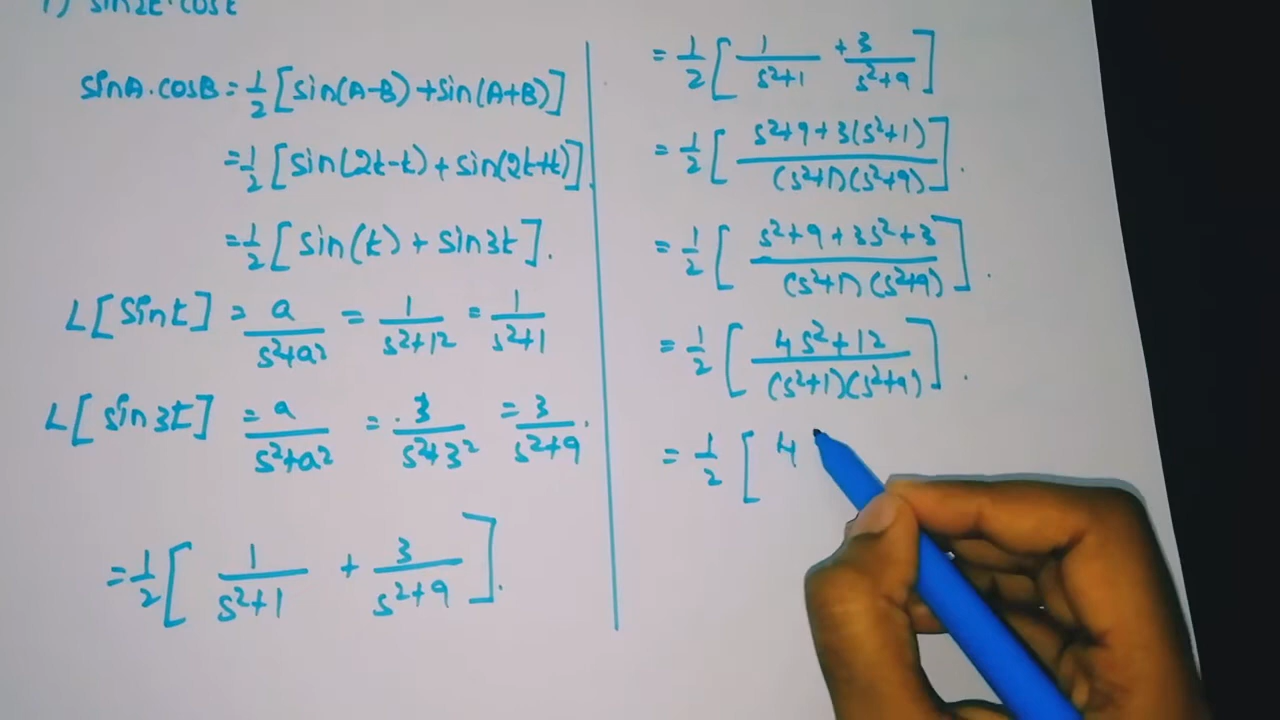 1) sin2t cost
sinA.cosB = 1/2 [sin(A-B) + sin(A+B)]
= 1/2 [sin(2t-t) + sin(2t+t)].
= 1/2 [sin(t) + sin3t].
L[sint] = a/(s²+a²) = 1/(s²+1²) = 1/(s²+1)
L[sin3t] = a/(s²+a²) = 3/(s²+3²) = 3/(s²+9).
= 1/2 [1/(s²+1) + 3/(s²+9)].
= 1/2 [1/(s²+1) + 3/(s²+9)]
= 1/2 [(s²+9+3(s²+1))/((s²+1)(s²+9))].
= 1/2 [(s²+9+3s²+3)/((s²+1)(s²+9))].
= 1/2 [(4s²+12)/((s²+1)(s²+9))].
= 1/2 [4